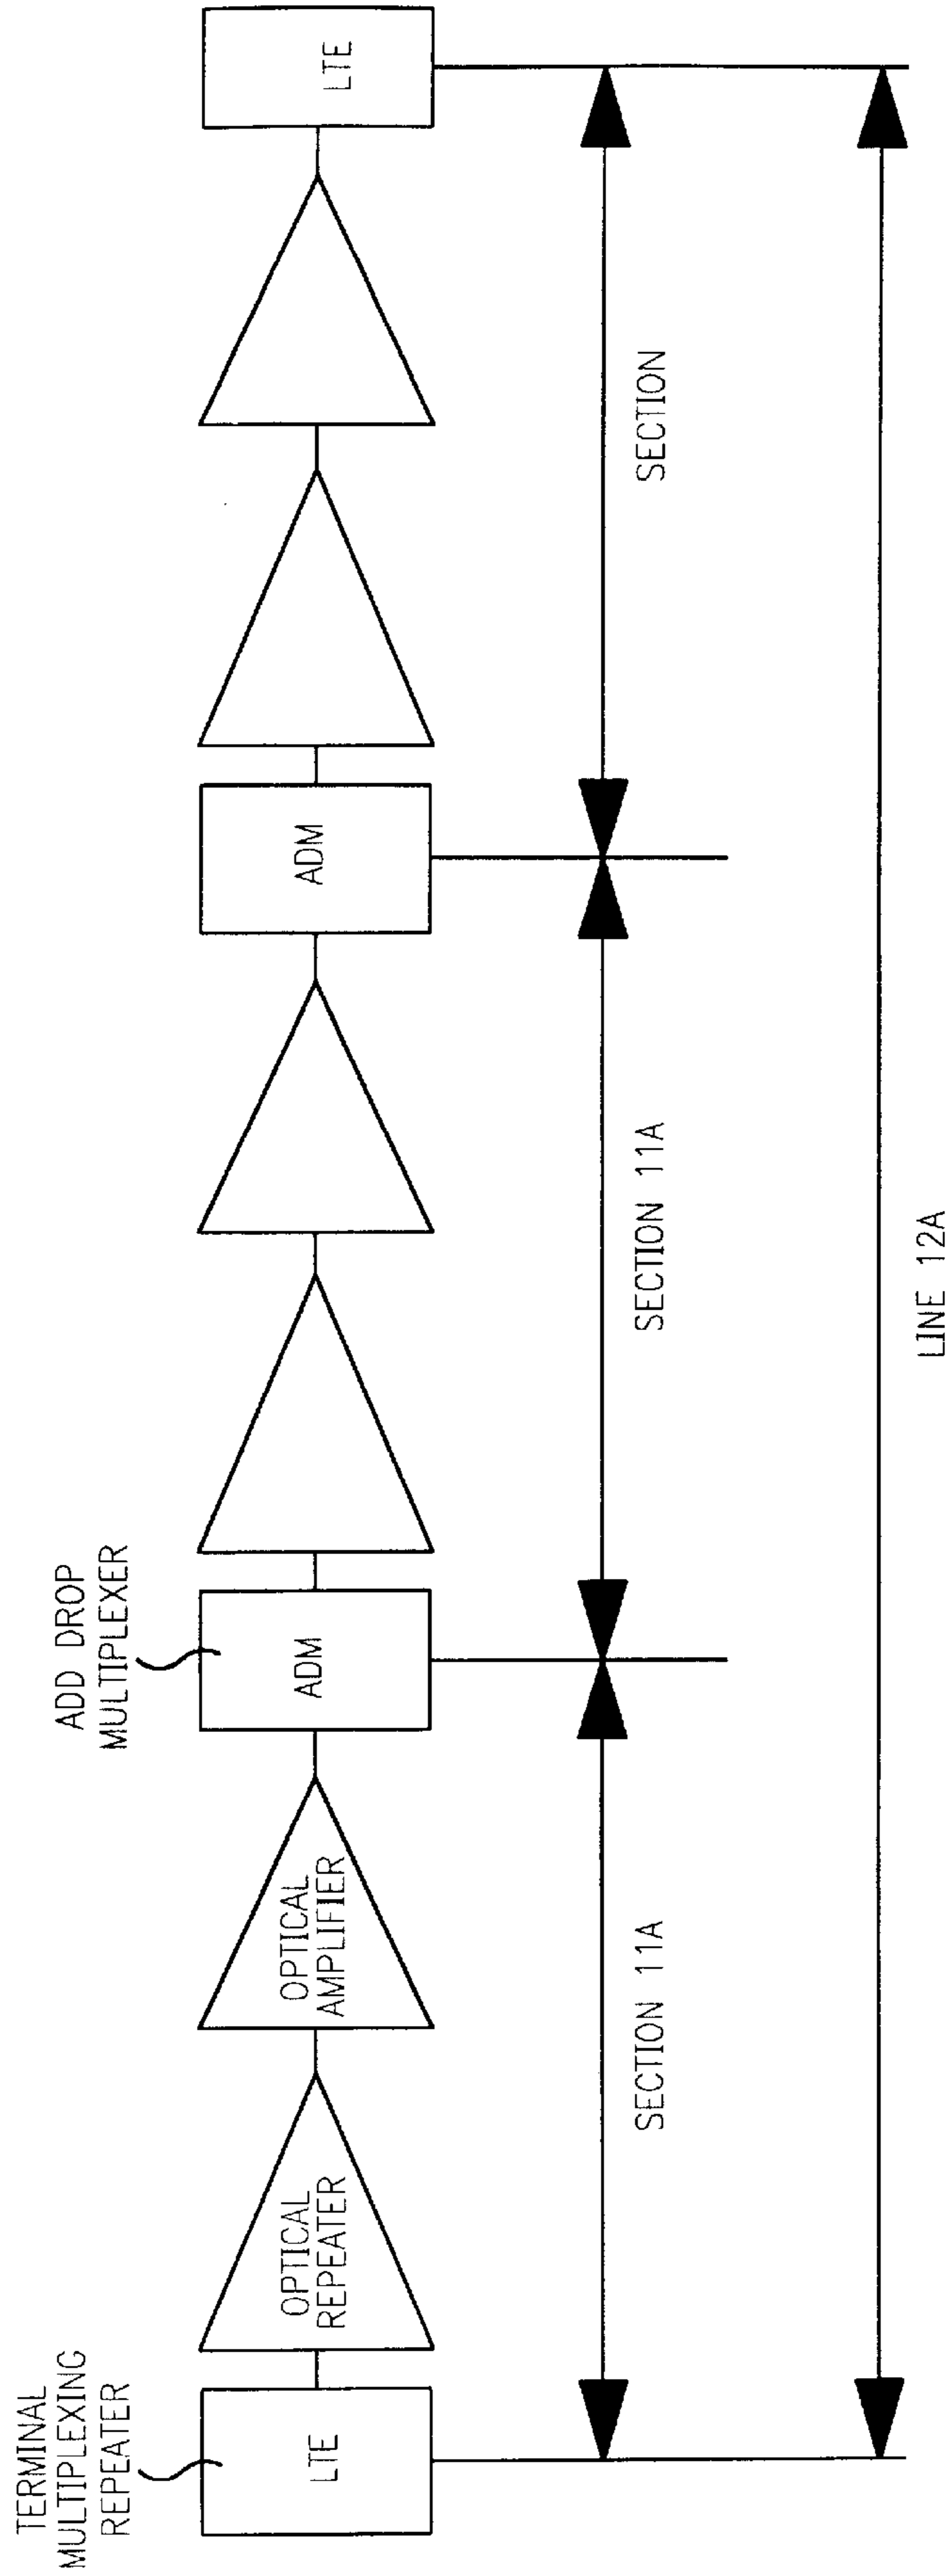 TERMINAL
MULTIPLEXING
REPEATER
LTE
OPTICAL
REPEATER
OPTICAL
AMPLIFIER
ADD DROP
MULTIPLEXER
ADM
ADM
LTE
SECTION 11A
SECTION 11A
SECTION
LINE 12A